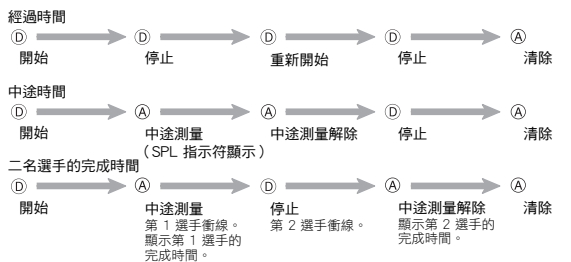 經過時間
Ⓓ Ⓓ Ⓓ Ⓓ Ⓐ
開始 停止 重新開始 停止 清除
中途時間
Ⓓ Ⓐ Ⓐ Ⓓ Ⓐ
開始 中途測量 中途測量解除 停止 清除
（SPL 指示符顯示）
二名選手的完成時間
Ⓓ Ⓐ Ⓓ Ⓐ Ⓐ
開始 中途測量 停止 中途測量解除 清除
第 1 選手衝線。 第 2 選手衝線。 顯示第 2 選手的
顯示第 1 選手的 完成時間。
完成時間。